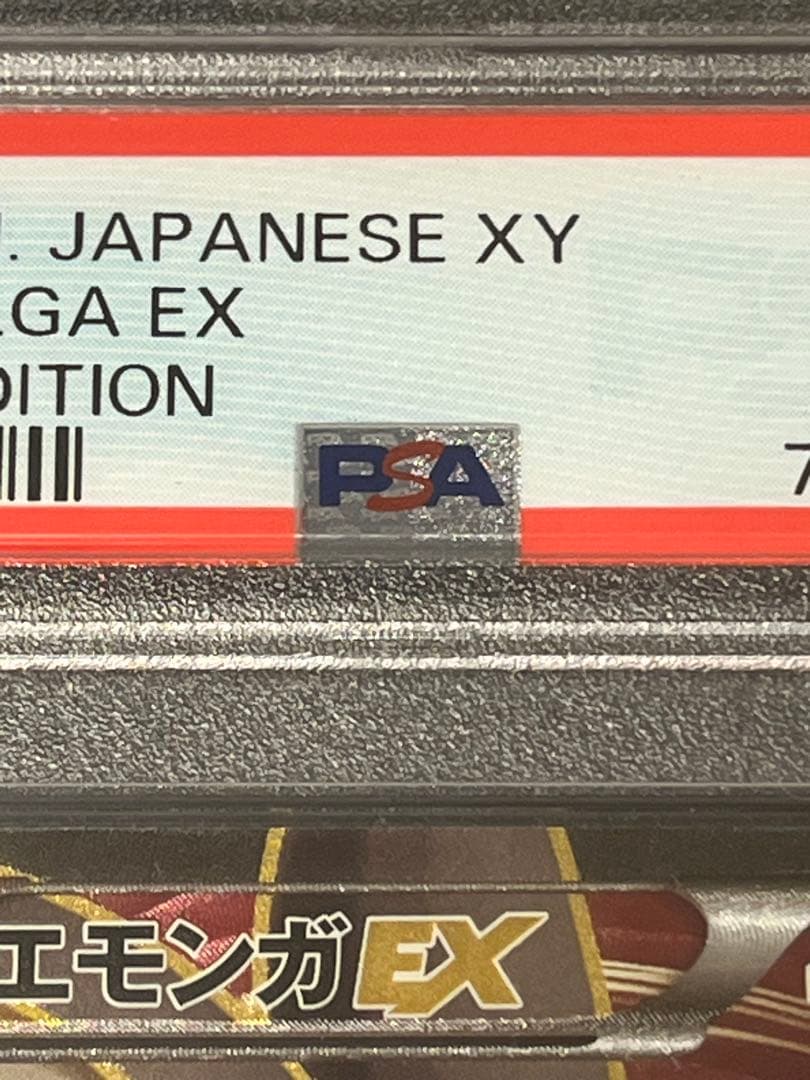 . JAPANESE XY
LGA EX
DITION
PSA
7
エモンガEX